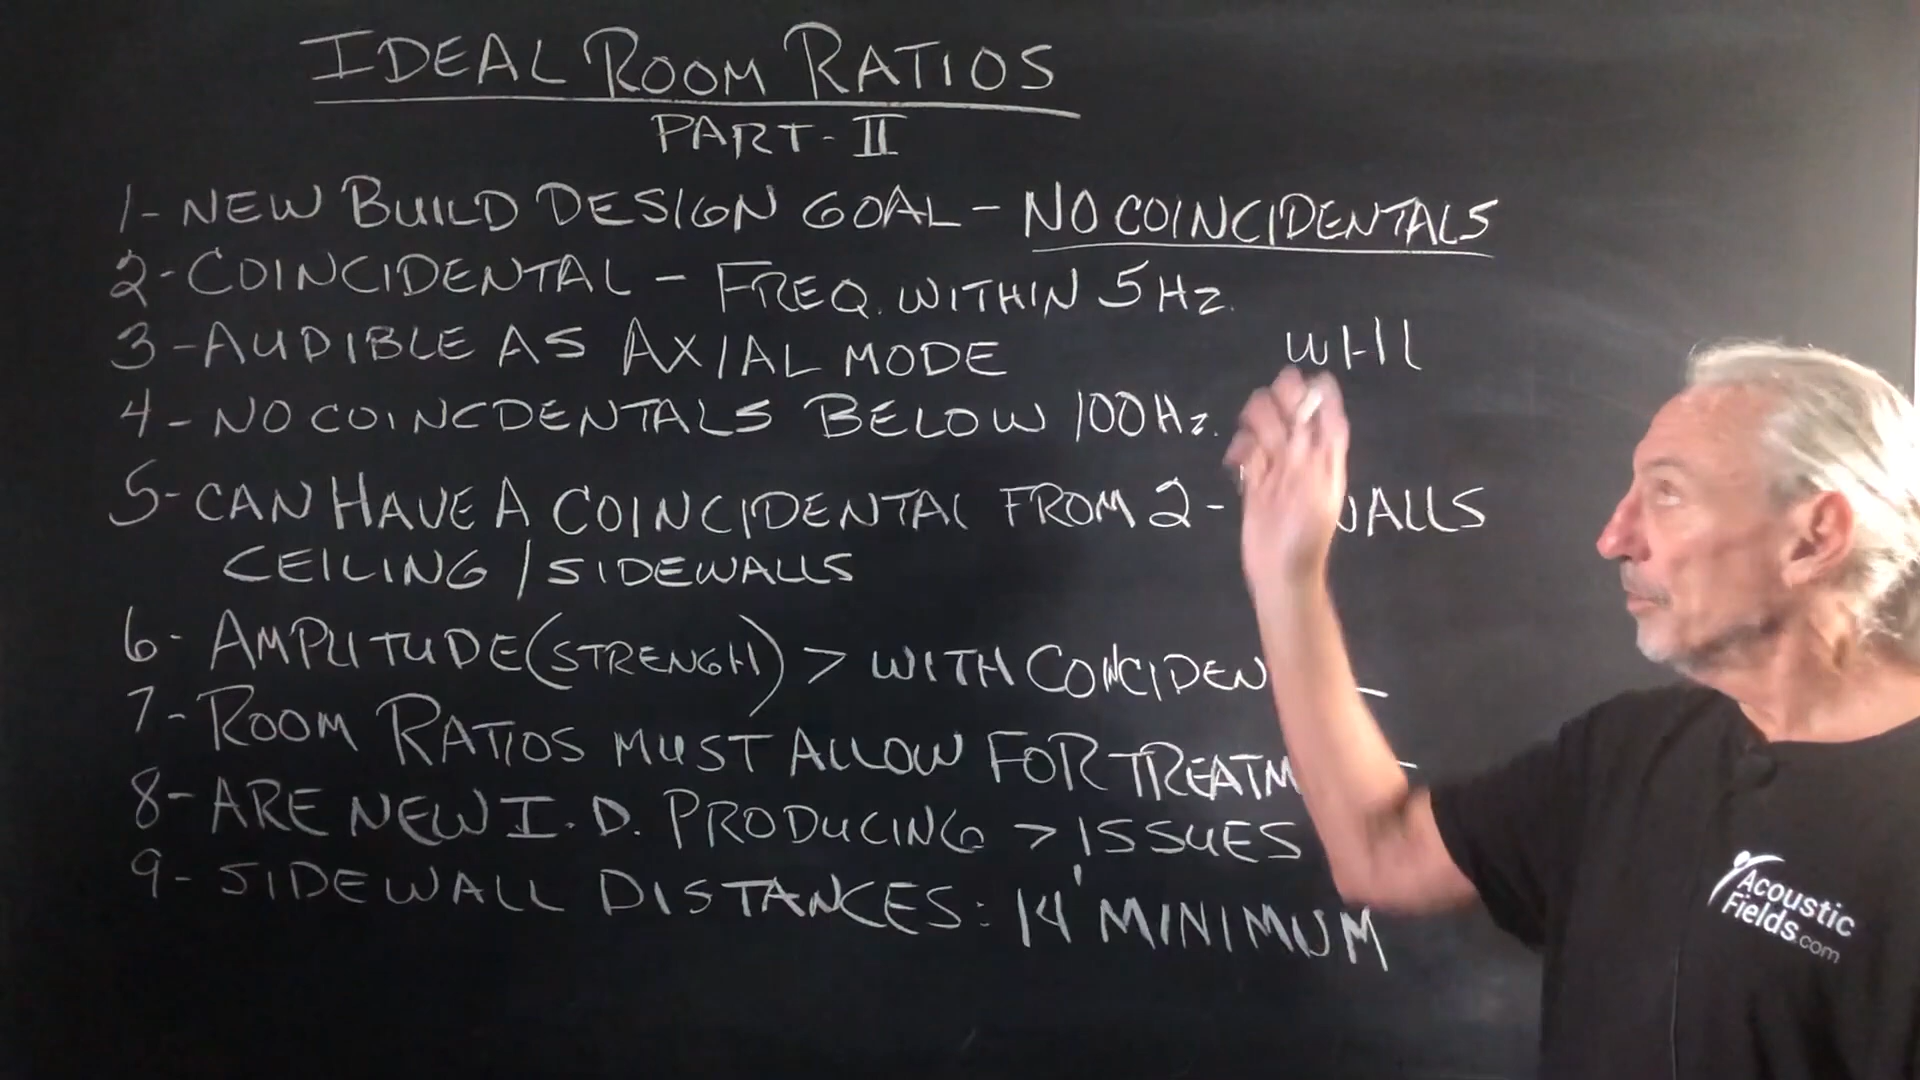 IDEAL ROOM RATIOS
PART-II
1- NEW BUILD DESIGN GOAL - NO COINCIDENTALS
2- COINCIDENTAL - FREQ. WITHIN 5 Hz.
3- AUDIBLE AS AXIAL MODE
WHL
4- NO COINCDENTALS BELOW 100 Hz.
5- CAN HAVE A COINCIDENTAL FROM 2- WALLS
CEILING / SIDEWALLS
6- AMPLITUDE (STRENGH) > WITH CONCIDEN
7- ROOM RATIOS MUST ALLOW FOR TREATM
8- ARE NEW I.D. PRODUCING > ISSUES
9- SIDEWALL DISTANCES: 14' MINIMUM
Acoustic
Fields.com